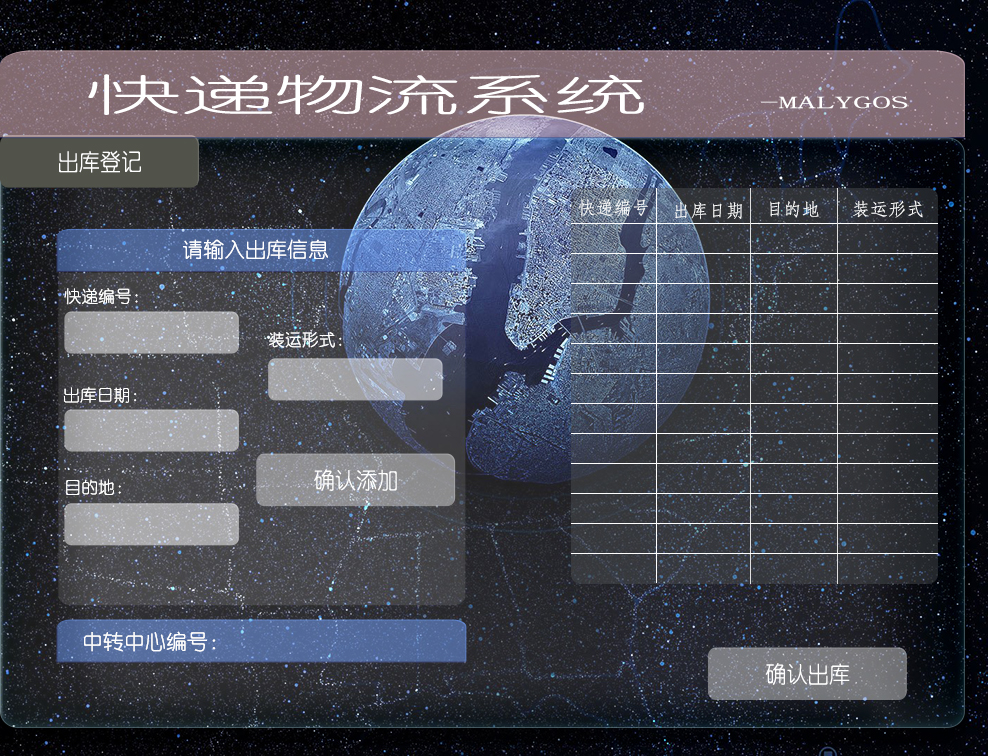 快递物流系统
—MALYGOS
出库登记
请输入出库信息
快递编号：
装运形式：
出库日期：
目的地：
确认添加
中转中心编号：
快递编号 出库日期 目的地 装运形式
确认出库